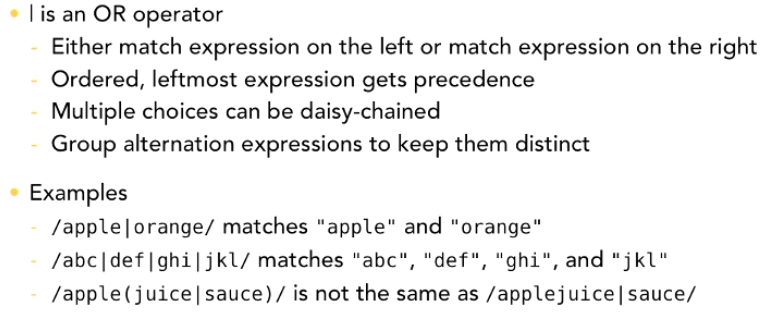 • | is an OR operator
- Either match expression on the left or match expression on the right
- Ordered, leftmost expression gets precedence
- Multiple choices can be daisy-chained
- Group alternation expressions to keep them distinct
• Examples
- /apple|orange/ matches "apple" and "orange"
- /abc|def|ghi|jkl/ matches "abc", "def", "ghi", and "jkl"
- /apple(juice|sauce)/ is not the same as /applejuice|sauce/